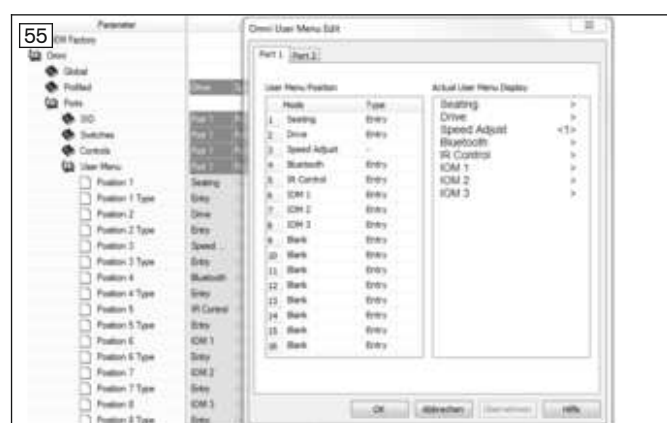 55
Parameter
IOM Factory
Omni
Global
Profiled
Ports
SID
Switches
Controls
User Menu
Position 1 Seating
Position 1 Type Entry
Position 2 Drive
Position 2 Type Entry
Position 3 Speed ...
Position 3 Type Entry
Position 4 Bluetooth
Position 4 Type Entry
Position 5 IR Control
Position 5 Type Entry
Position 6 IOM 1
Position 6 Type Entry
Position 7 IOM 2
Position 7 Type Entry
Position 8 IOM 3
Position 8 Type Entry
Omni User Menu Edit
Part 1 Part 2
User Menu Position
Mode Type
1 Seating Entry
2 Drive Entry
3 Speed Adjust -
4 Bluetooth Entry
5 IR Control Entry
6 IOM 1 Entry
7 IOM 2 Entry
8 IOM 3 Entry
9 Blank Entry
10 Blank Entry
11 Blank Entry
12 Blank Entry
13 Blank Entry
14 Blank Entry
15 Blank Entry
16 Blank Entry
Actual User Menu Display
Seating >
Drive >
Speed Adjust <1>
Bluetooth >
IR Control >
IOM 1 >
IOM 2 >
IOM 3 >
OK Abbrechen Übernehmen Hilfe